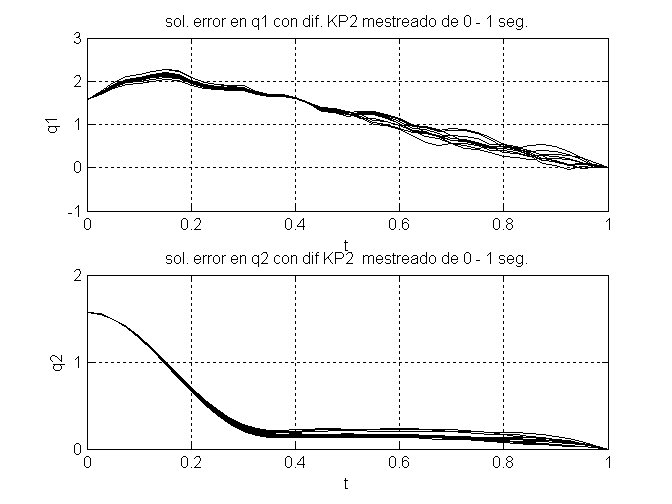 sol. error en q1 con dif. KP2 mestreado de 0 - 1 seg.
3
2
1
0
-1
q1
0 0.2 0.4 0.6 0.8 1
t
sol. error en q2 con dif KP2 mestreado de 0 - 1 seg.
2
1
0
q2
0 0.2 0.4 0.6 0.8 1
t